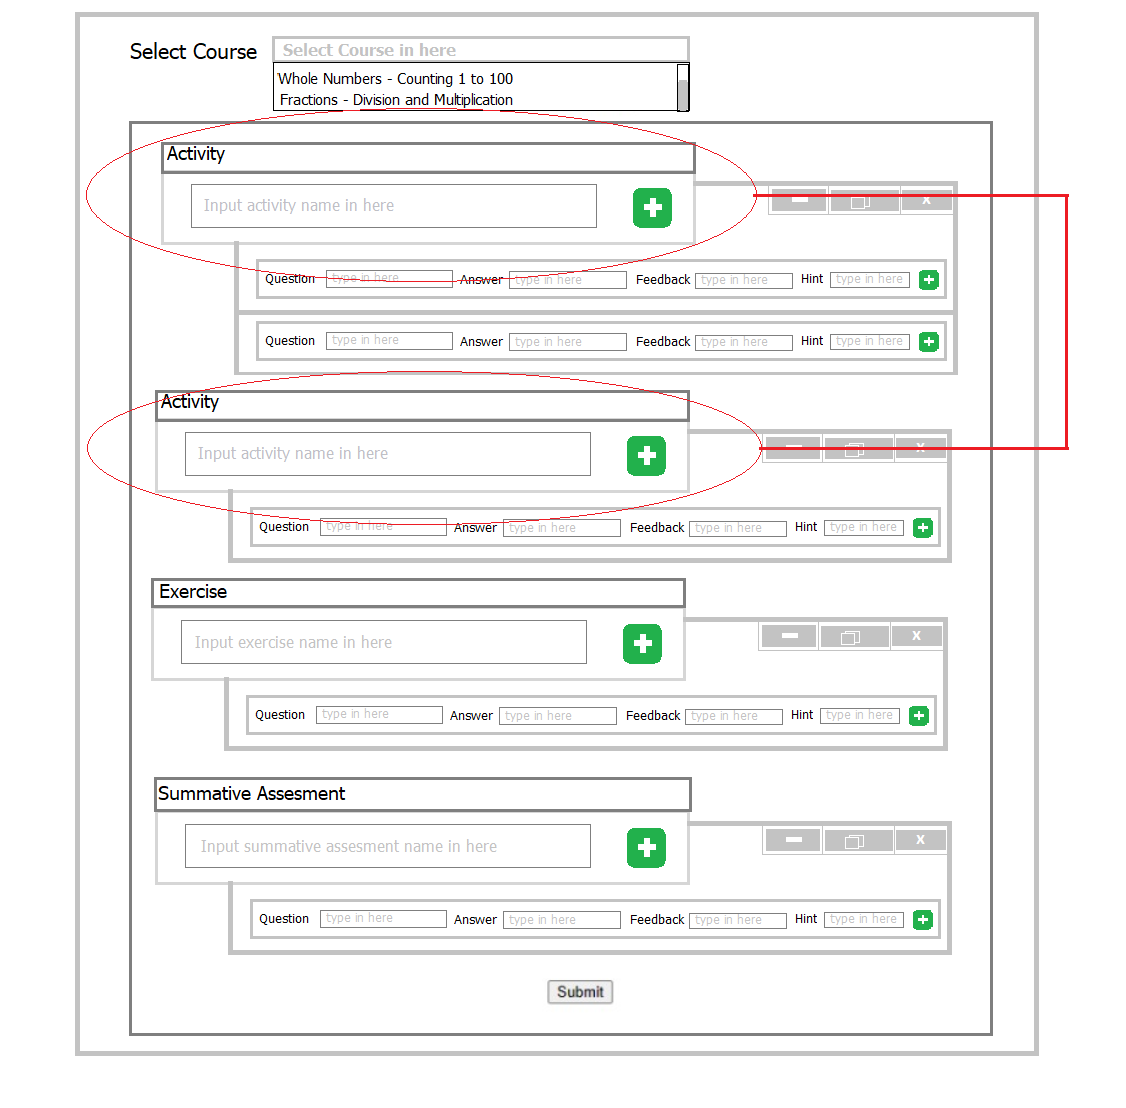 Select Course Select Course in here
Whole Numbers - Counting 1 to 100
Fractions - Division and Multiplication
Activity
Input activity name in here
x
Question type in here Answer type in here Feedback type in here Hint type in here
Question type in here Answer type in here Feedback type in here Hint type in here
Activity
Input activity name in here
x
Question type in here Answer type in here Feedback type in here Hint type in here
Exercise
Input exercise name in here
x
Question type in here Answer type in here Feedback type in here Hint type in here
Summative Assesment
Input summative assesment name in here
x
Question type in here Answer type in here Feedback type in here Hint type in here
Submit